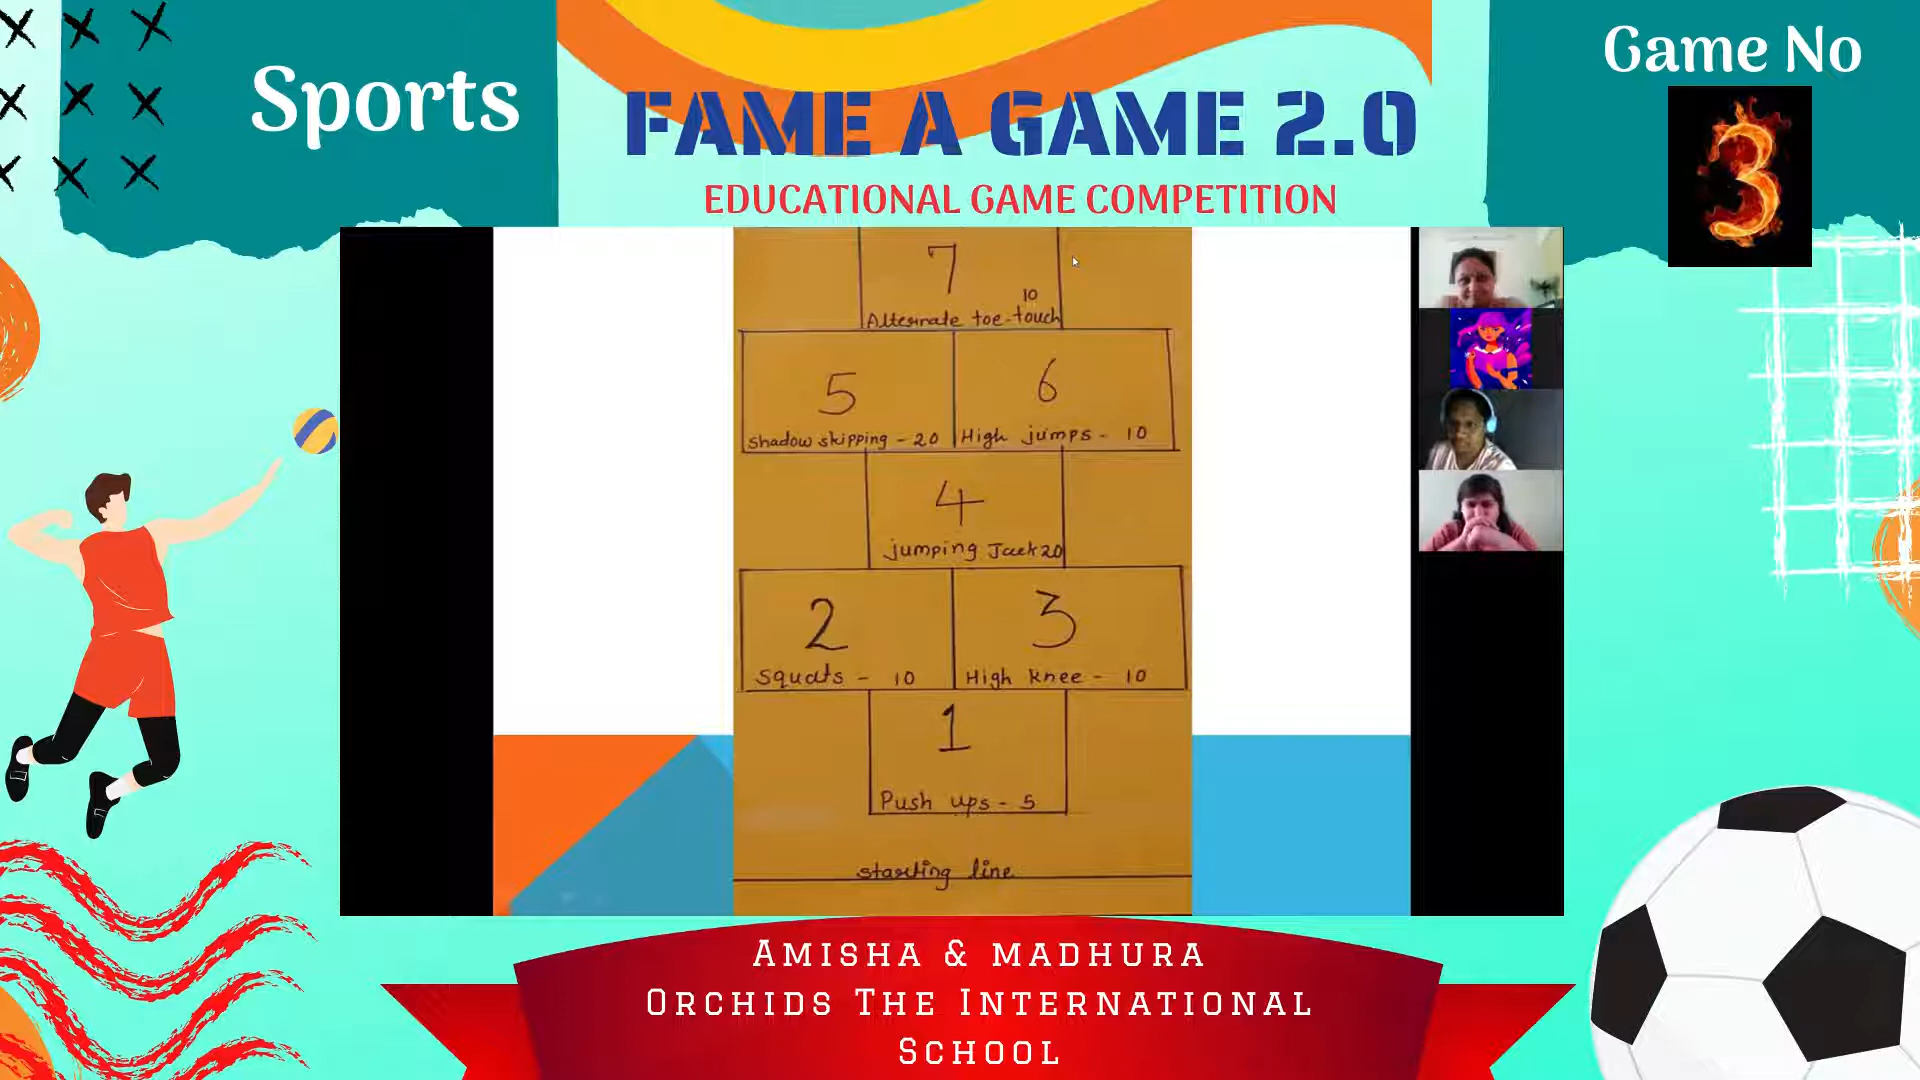 Sports
FAME A GAME 2.0
EDUCATIONAL GAME COMPETITION
Game No
3
7
10
Alternate toe-touch
5
6
Shadow skipping - 20
High jumps - 10
4
jumping Jack 20
2
3
Squats - 10
High knee - 10
1
Push ups - 5
starting line
AMISHA & MADHURA
ORCHIDS THE INTERNATIONAL
SCHOOL